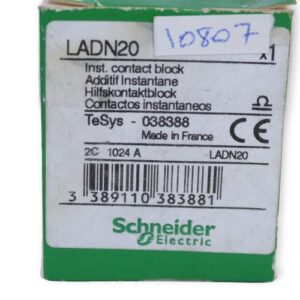 10807
LADN20
x1
Inst. contact block
Additif Instantane
Hilfskontaktblock
Contactos instantaneos
TeSys - 038388
Made in France
CE
2C 1024 A LADN20
3 389110 383881
Schneider
Electric